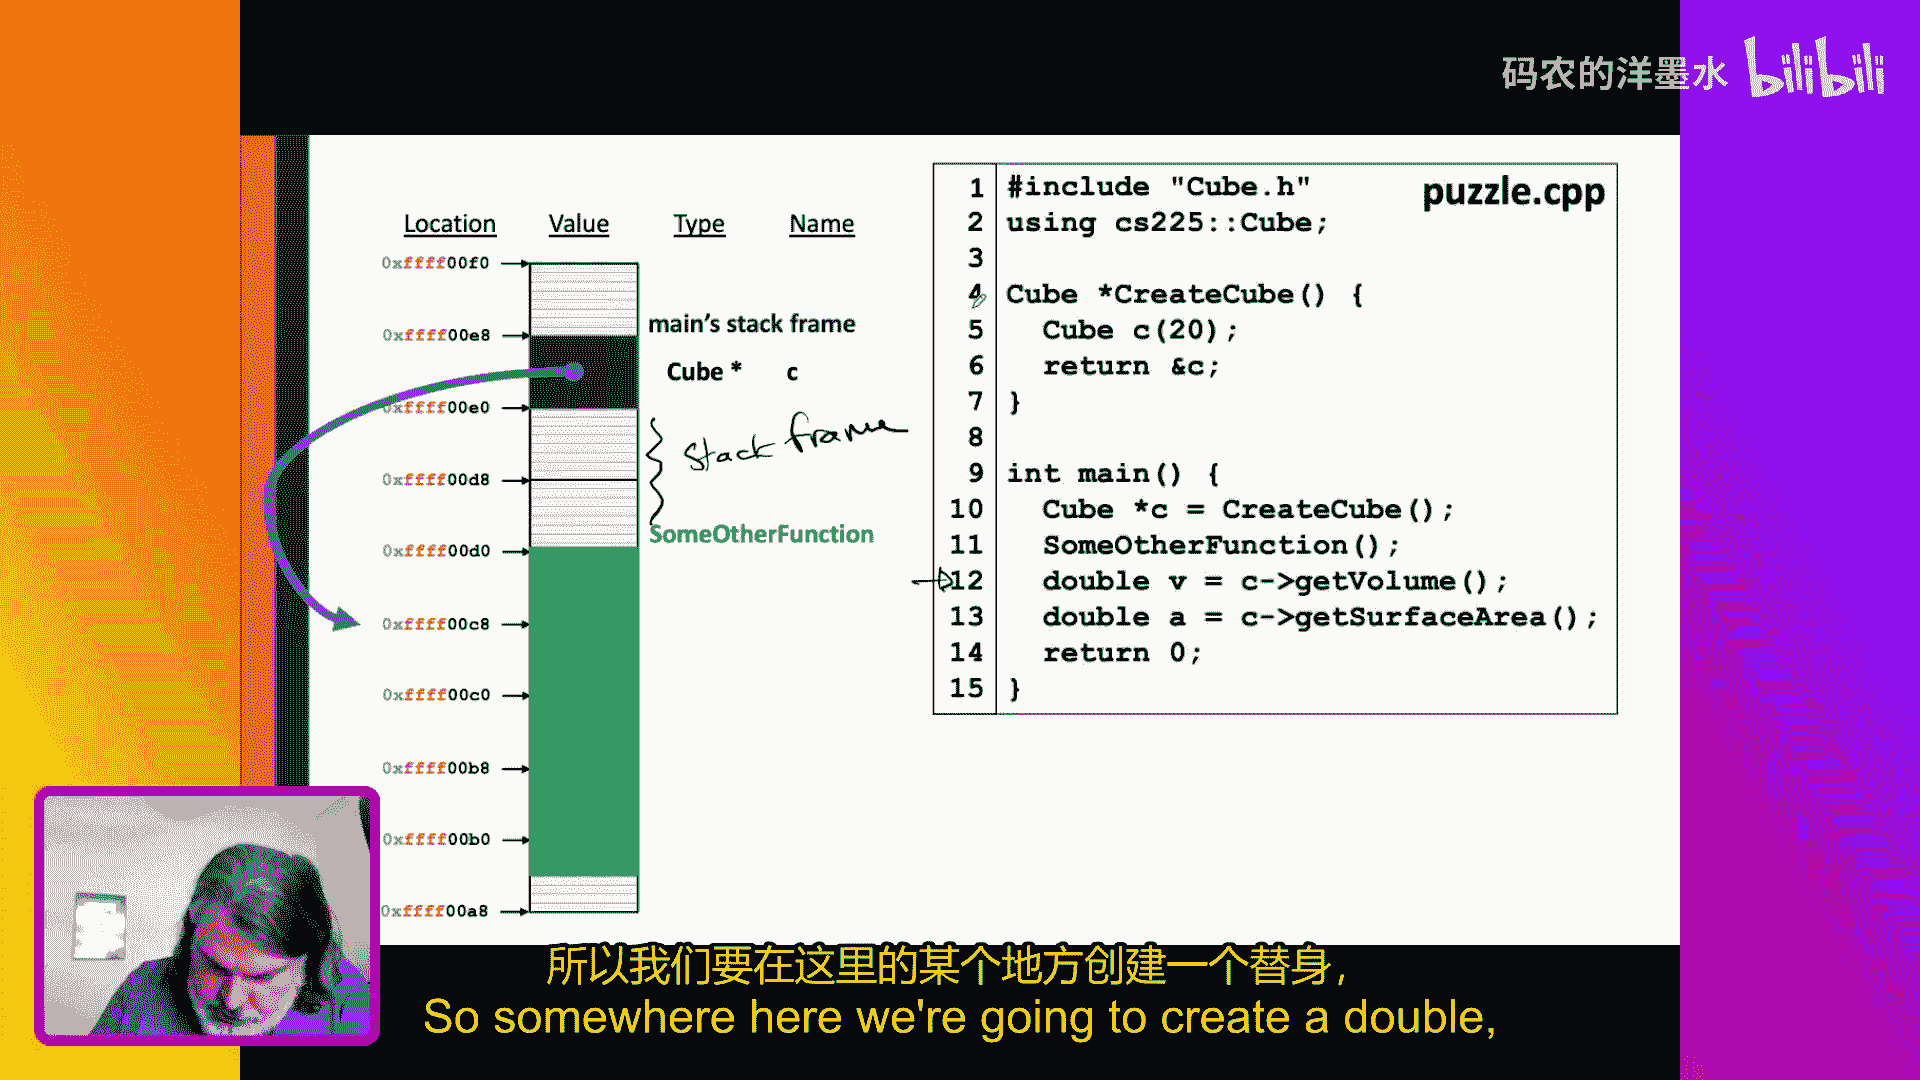 码农的洋墨水 bilibili
Location Value Type Name
0xffff00f0
main's stack frame
0xffff00e8
Cube * c
0xffff00e0
stack frame
0xffff00d8
SomeOtherFunction
0xffff00d0
0xffff00c8
0xffff00c0
0xffff00b8
0xffff00b0
0xffff00a8
puzzle.cpp
1 #include "Cube.h"
2 using cs225::Cube;
3
4 Cube *CreateCube() {
5 Cube c(20);
6 return &c;
7 }
8
9 int main() {
10 Cube *c = CreateCube();
11 SomeOtherFunction();
12 double v = c->getVolume();
13 double a = c->getSurfaceArea();
14 return 0;
15 }
所以我们要在这里的某个地方创建一个替身，
So somewhere here we're going to create a double,